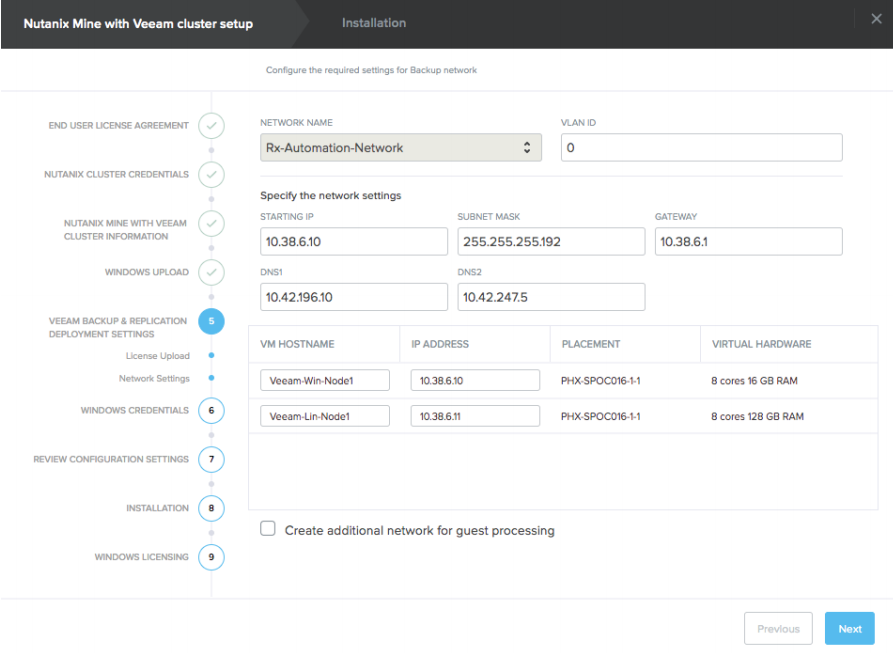 Nutanix Mine with Veeam cluster setup
Installation
Configure the required settings for Backup network
END USER LICENSE AGREEMENT
NUTANIX CLUSTER CREDENTIALS
NUTANIX MINE WITH VEEAM
CLUSTER INFORMATION
WINDOWS UPLOAD
VEEAM BACKUP & REPLICATION
DEPLOYMENT SETTINGS
5
License Upload
Network Settings
WINDOWS CREDENTIALS
6
REVIEW CONFIGURATION SETTINGS
7
INSTALLATION
8
WINDOWS LICENSING
9
NETWORK NAME
VLAN ID
Rx-Automation-Network
0
Specify the network settings
STARTING IP
SUBNET MASK
GATEWAY
10.38.6.10
255.255.255.192
10.38.6.1
DNS1
DNS2
10.42.196.10
10.42.247.5
VM HOSTNAME
IP ADDRESS
PLACEMENT
VIRTUAL HARDWARE
Veeam-Win-Node1
10.38.6.10
PHX-SPOC016-1-1
8 cores 16 GB RAM
Veeam-Lin-Node1
10.38.6.11
PHX-SPOC016-1-1
8 cores 128 GB RAM
Create additional network for guest processing
Previous
Next